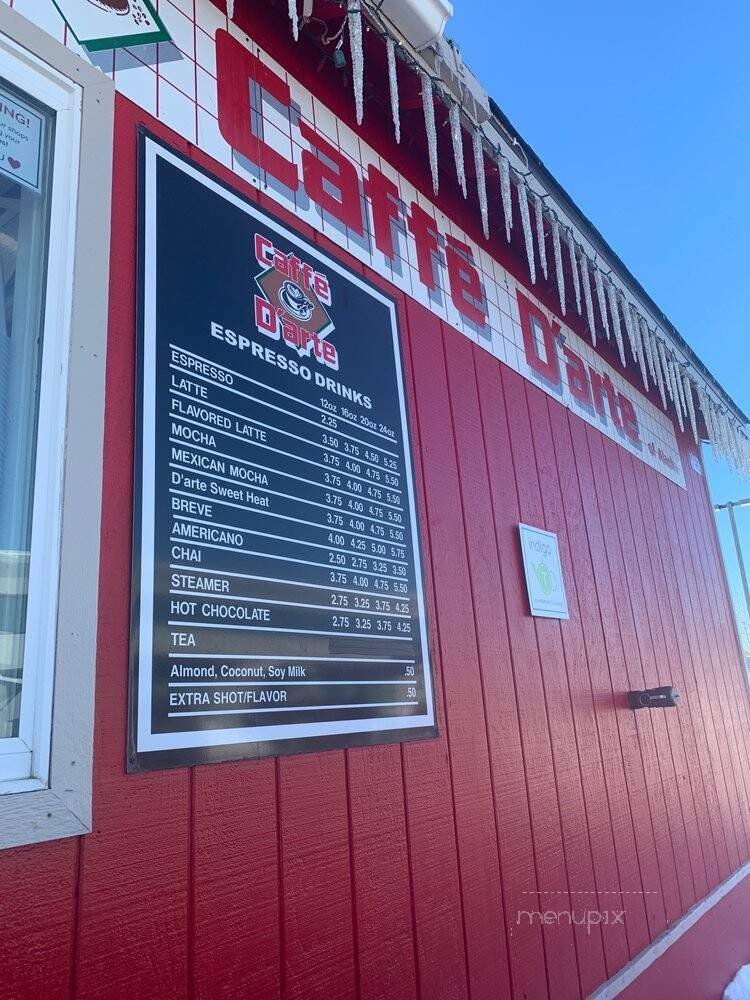 Caffé D'arte
NG!
Caffé
D'arte
ESPRESSO DRINKS
12oz 16oz 20oz 24oz
ESPRESSO 2.25
LATTE 3.50 3.75 4.50 5.25
FLAVORED LATTE 3.75 4.00 4.75 5.50
MOCHA 3.75 4.00 4.75 5.50
MEXICAN MOCHA 3.75 4.00 4.75 5.50
D'arte Sweet Heat 3.75 4.00 4.75 5.50
BREVE 4.00 4.25 5.00 5.75
AMERICANO 2.50 2.75 3.25 3.50
CHAI 3.75 4.00 4.75 5.50
STEAMER 2.75 3.25 3.75 4.25
HOT CHOCOLATE 2.75 3.25 3.75 4.25
TEA
Almond, Coconut, Soy Milk .50
EXTRA SHOT/FLAVOR .50
indigo
menupix